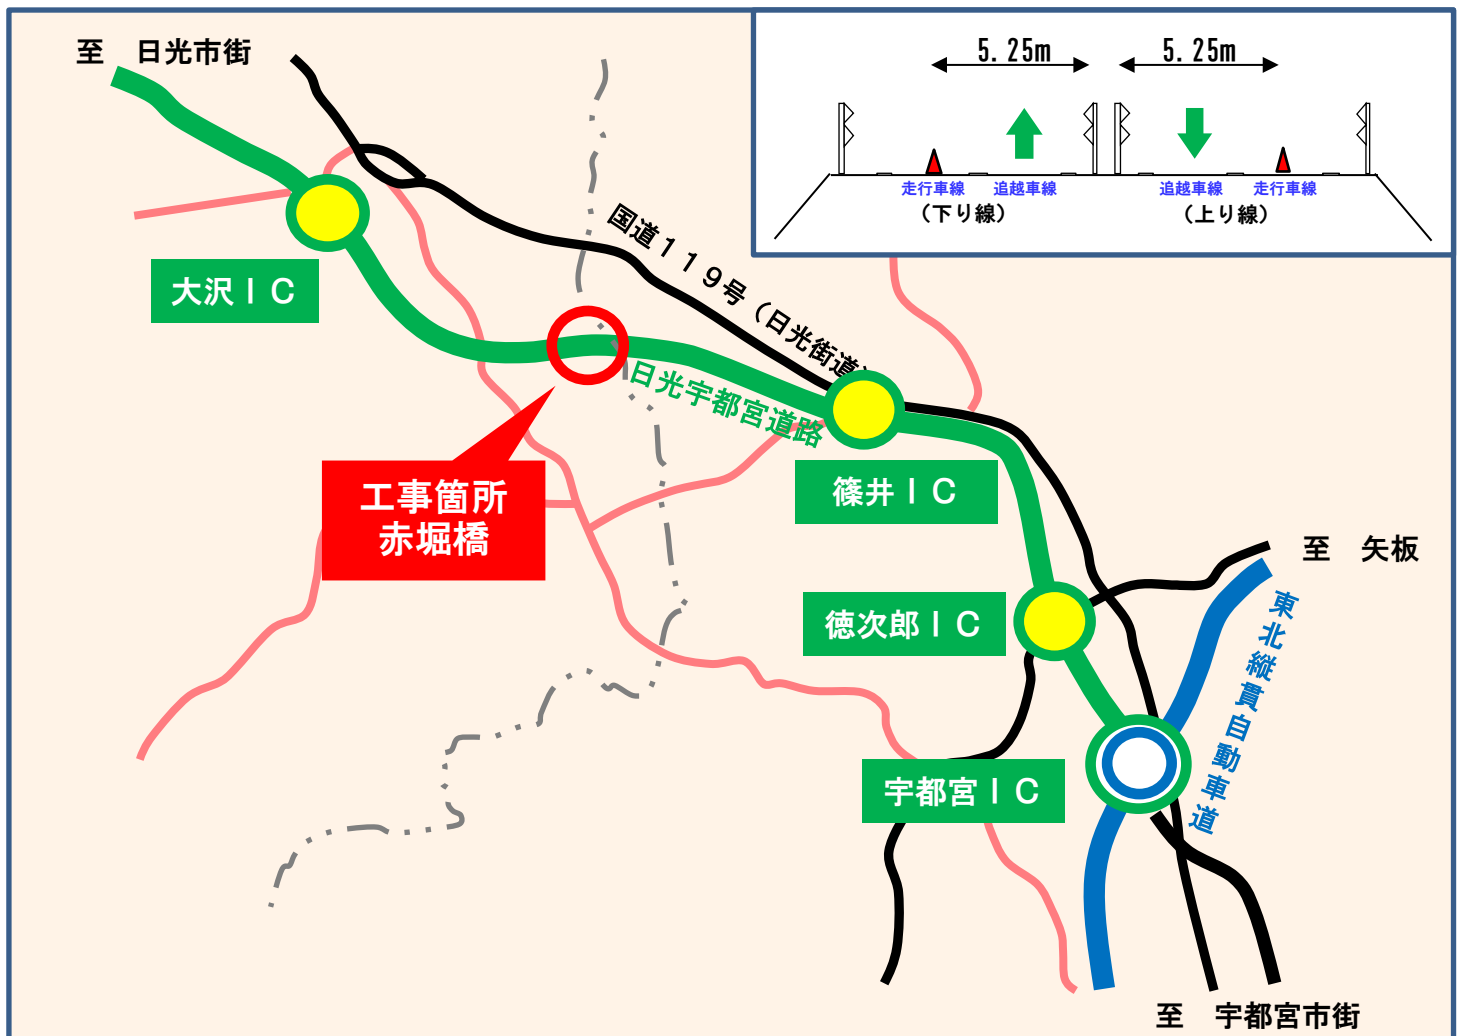 至　日光市街
5.25m
5.25m
走行車線
追越車線
追越車線
走行車線
（下り線）
（上り線）
国道１１９号（日光街道
大沢ＩＣ
日光宇都宮道路
工事箇所
赤堀橋
篠井ＩＣ
至　矢板
徳次郎ＩＣ
東北縦貫自動車道
宇都宮ＩＣ
至　宇都宮市街